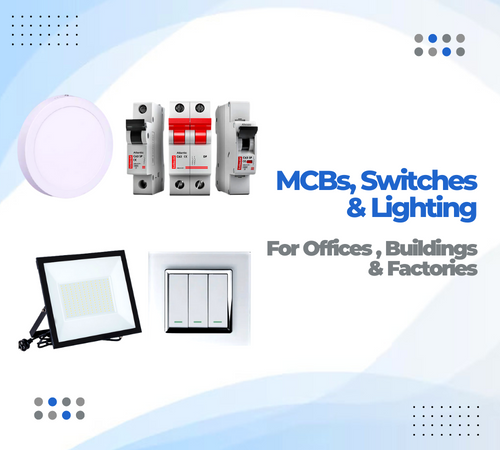 MCBs, Switches
& Lighting
For Offices , Buildings
& Factories